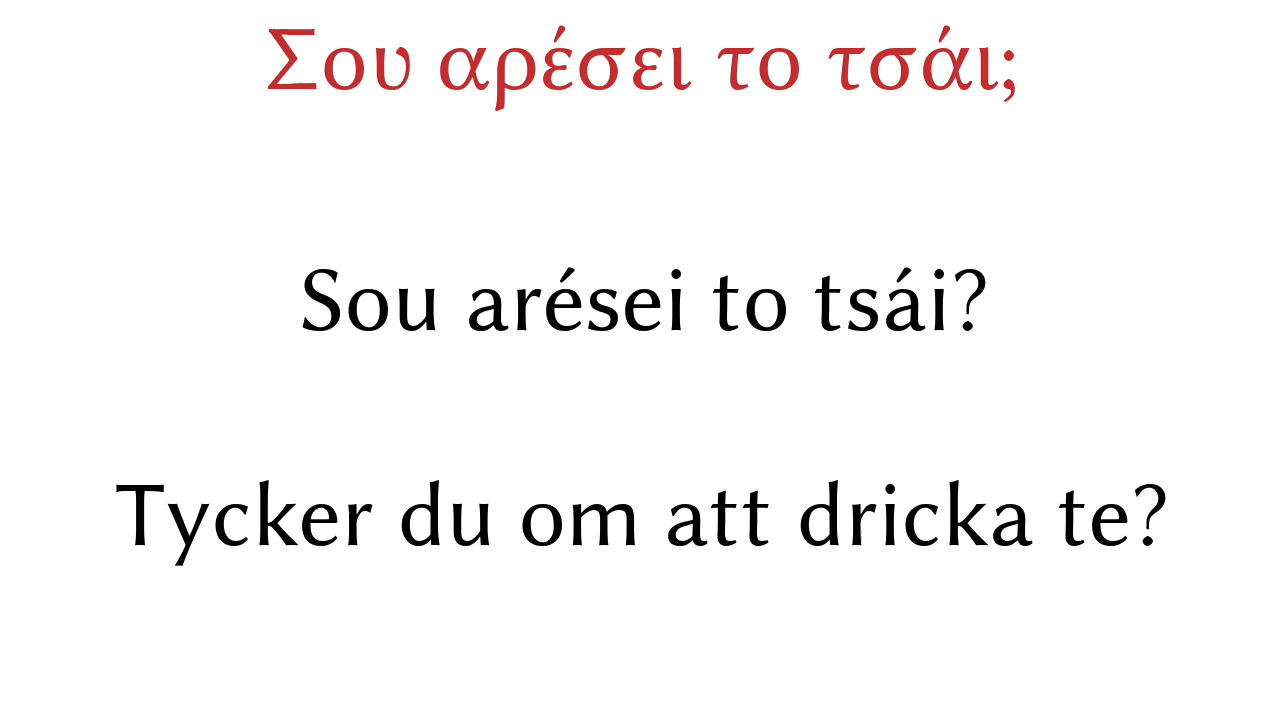 Σου αρέσει το τσάι;
Sou arései to tsái?
Tycker du om att dricka te?